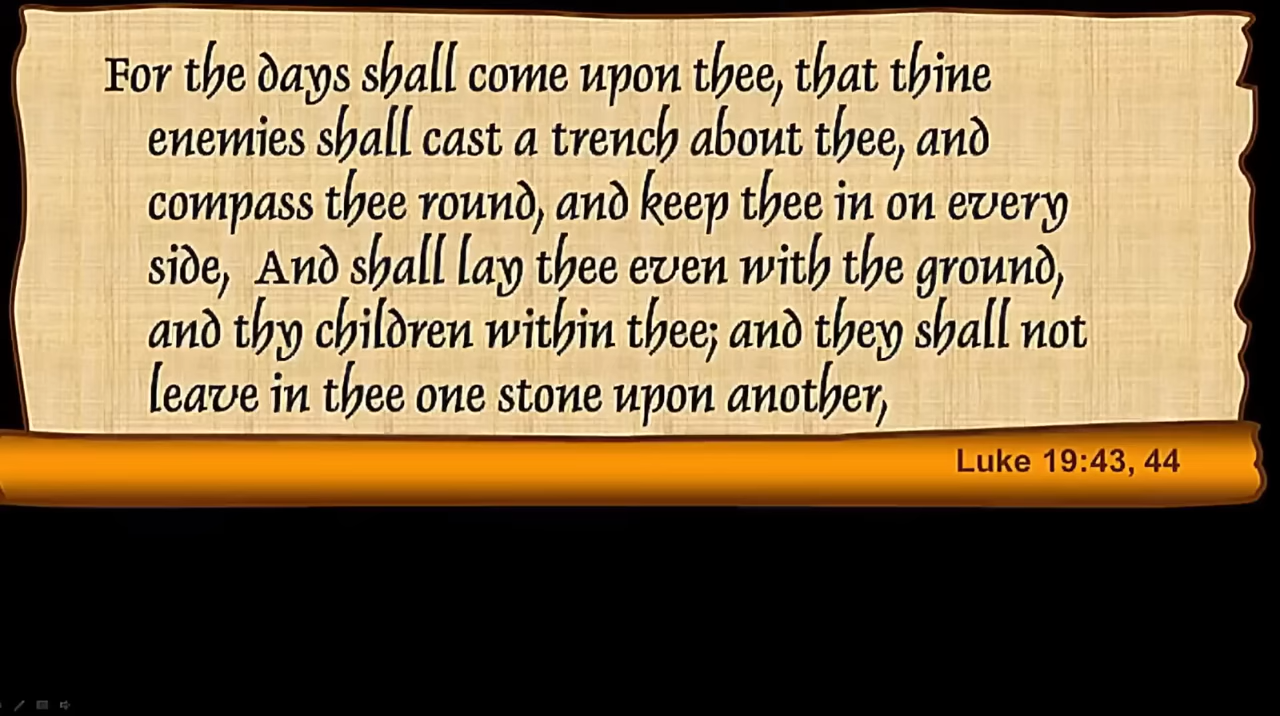 For the days shall come upon thee, that thine
enemies shall cast a trench about thee, and
compass thee round, and keep thee in on every
side,  And shall lay thee even with the ground,
and thy children within thee; and they shall not
leave in thee one stone upon another,
Luke 19:43, 44